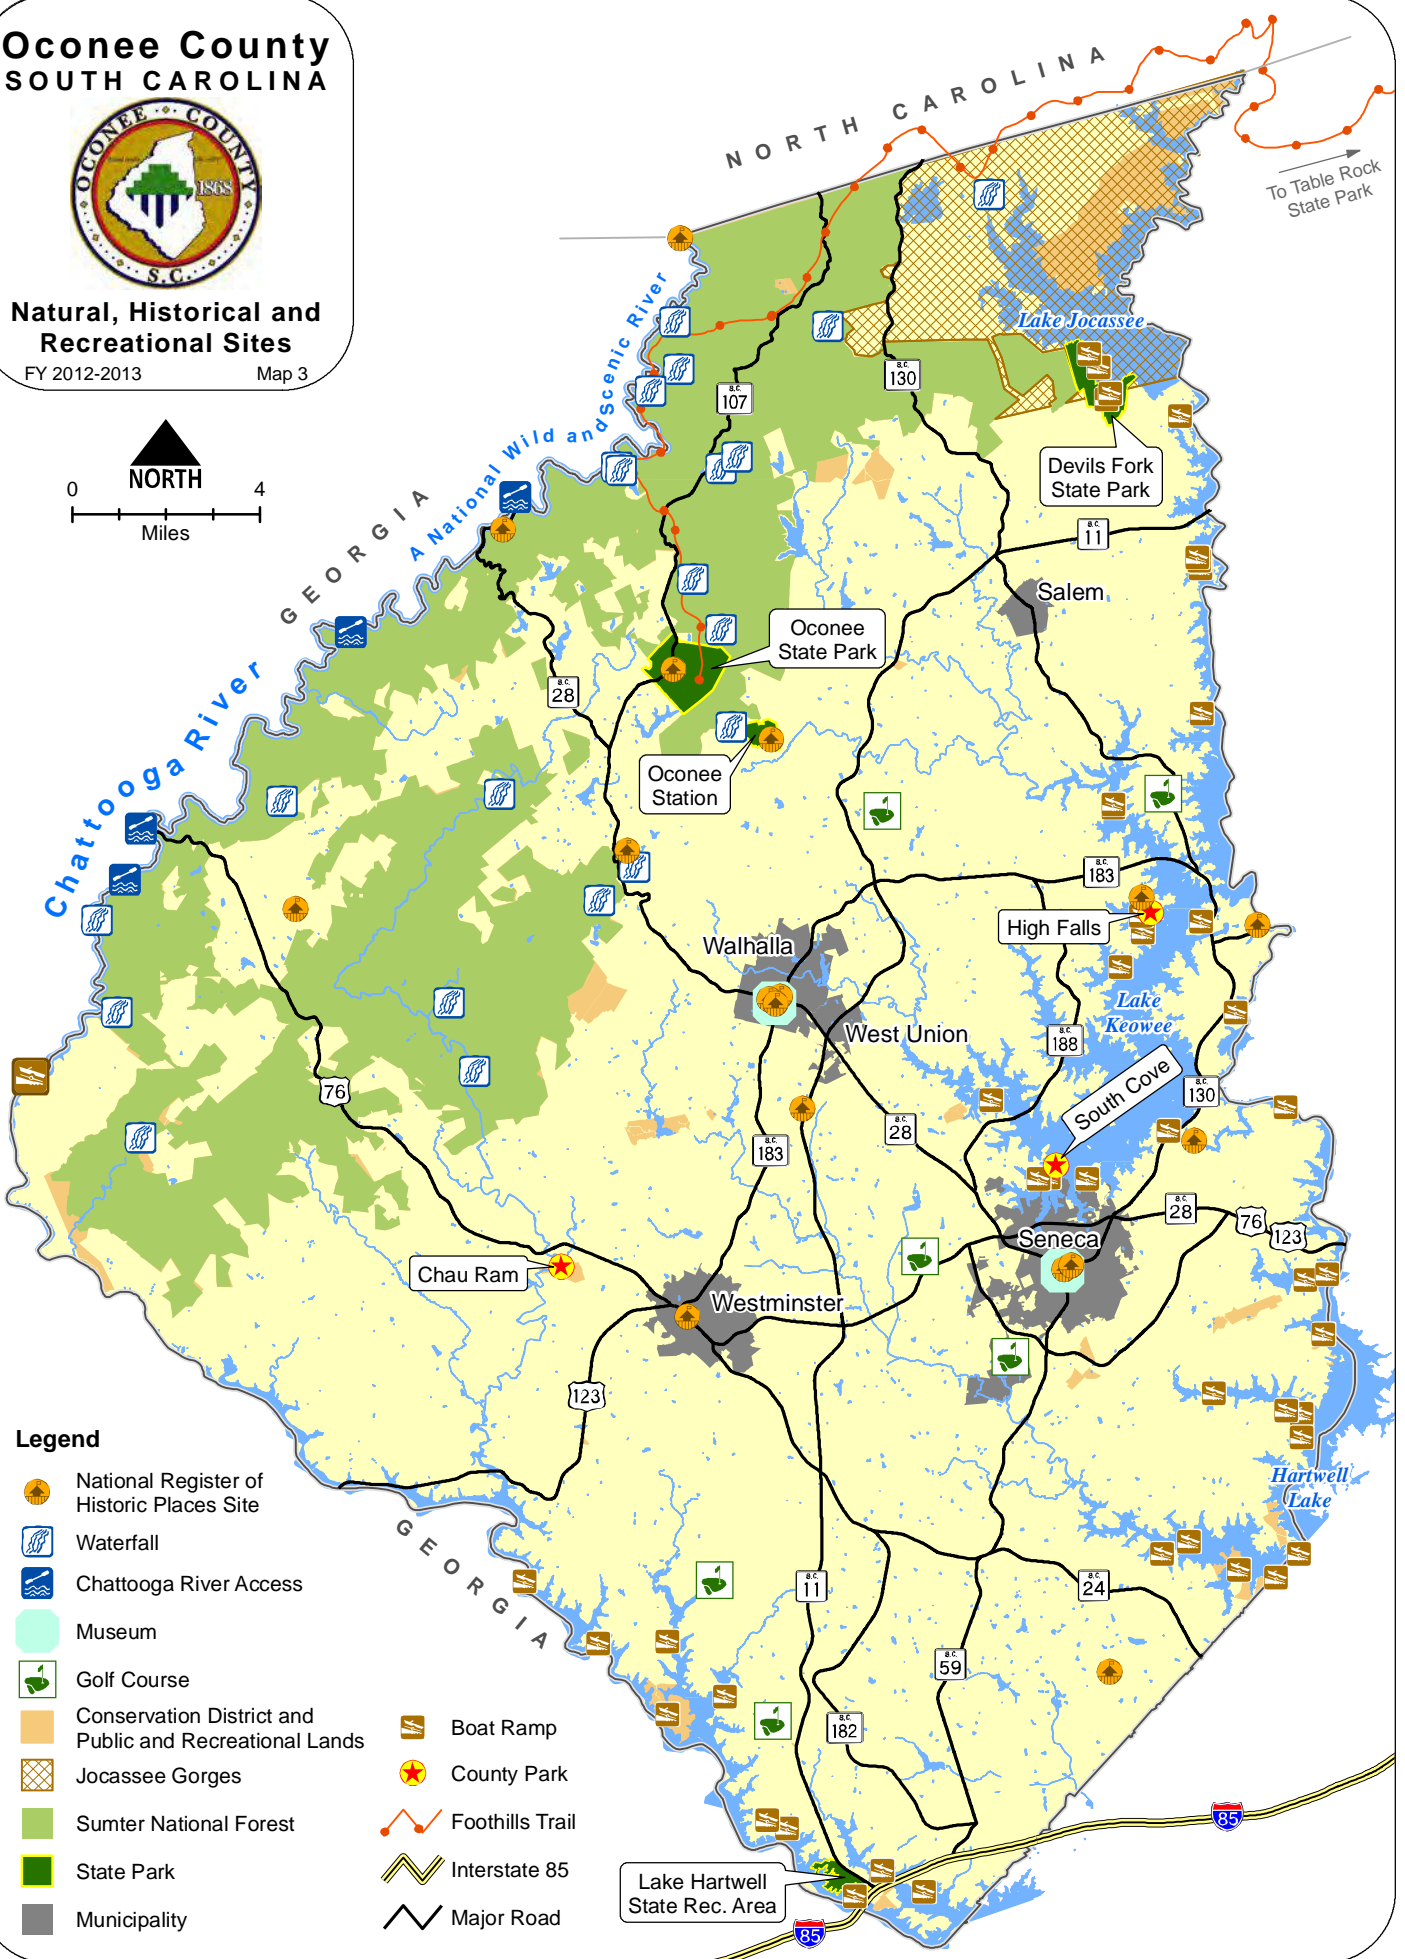 Oconee County
SOUTH CAROLINA
OCONEE COUNTY
1868
S.C.
Natural, Historical and
Recreational Sites
FY 2012-2013
Map 3
NORTH
0
4
Miles
NORTH CAROLINA
To Table Rock
State Park
GEORGIA
A National Wild and Scenic River
Chattooga River
Lake Jocassee
S.C.
107
S.C.
130
Devils Fork
State Park
S.C.
11
Salem
Oconee
State Park
S.C.
28
Oconee
Station
S.C.
183
High Falls
Walhalla
West Union
Lake
Keowee
S.C.
188
South Cove
S.C.
130
76
S.C.
28
S.C.
183
S.C.
28
76
123
Seneca
Chau Ram
Westminster
123
Hartwell
Lake
GEORGIA
S.C.
11
S.C.
24
S.C.
59
S.C.
182
85
Lake Hartwell
State Rec. Area
85
Legend
National Register of
Historic Places Site
Waterfall
Chattooga River Access
Museum
Golf Course
Conservation District and
Public and Recreational Lands
Jocassee Gorges
Sumter National Forest
State Park
Municipality
Boat Ramp
County Park
Foothills Trail
Interstate 85
Major Road